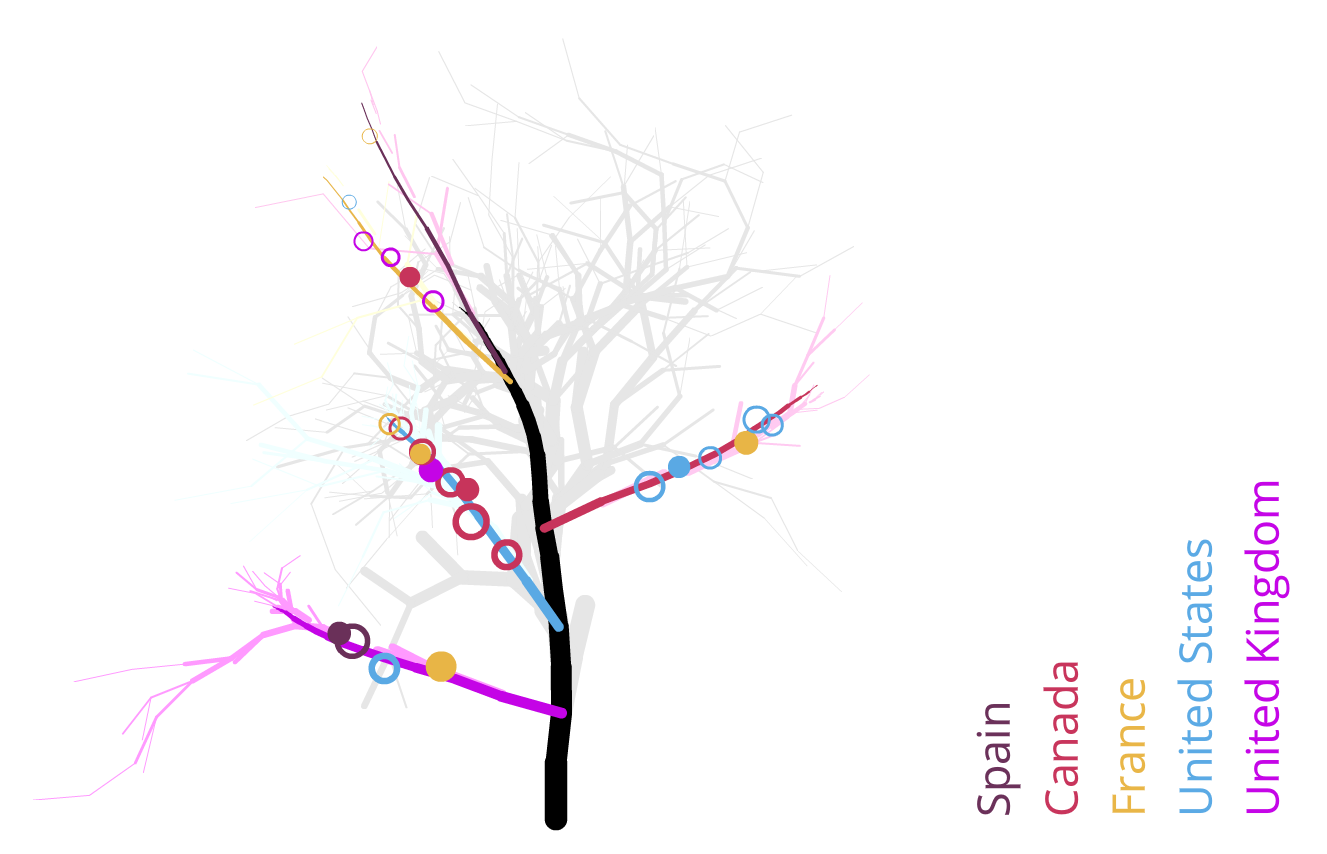 Spain
Canada
France
United States
United Kingdom